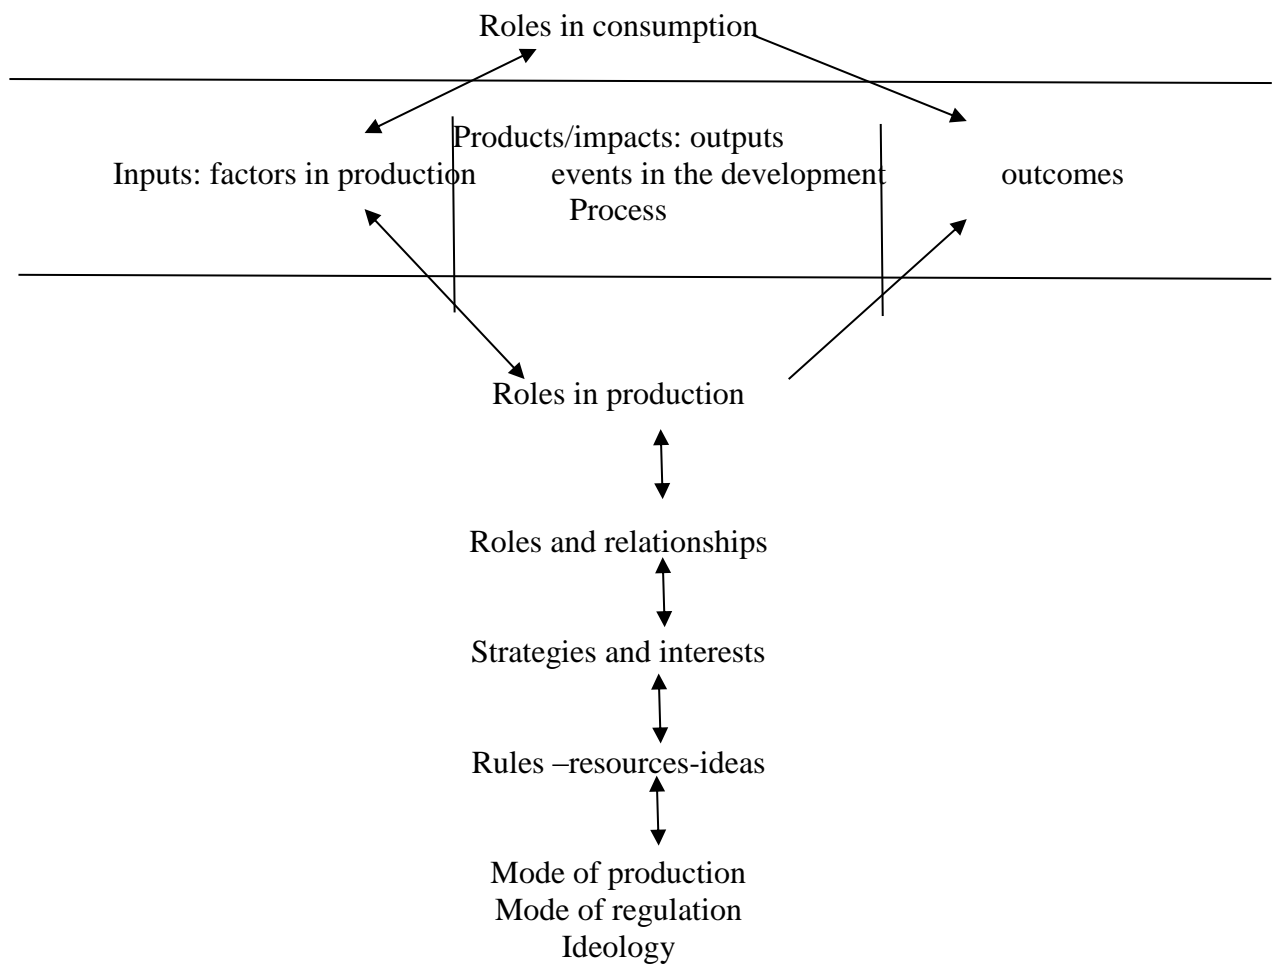 Roles in consumption
Products/impacts: outputs
Inputs: factors in production events in the development outcomes
Process
Roles in production
Roles and relationships
Strategies and interests
Rules –resources-ideas
Mode of production
Mode of regulation
Ideology